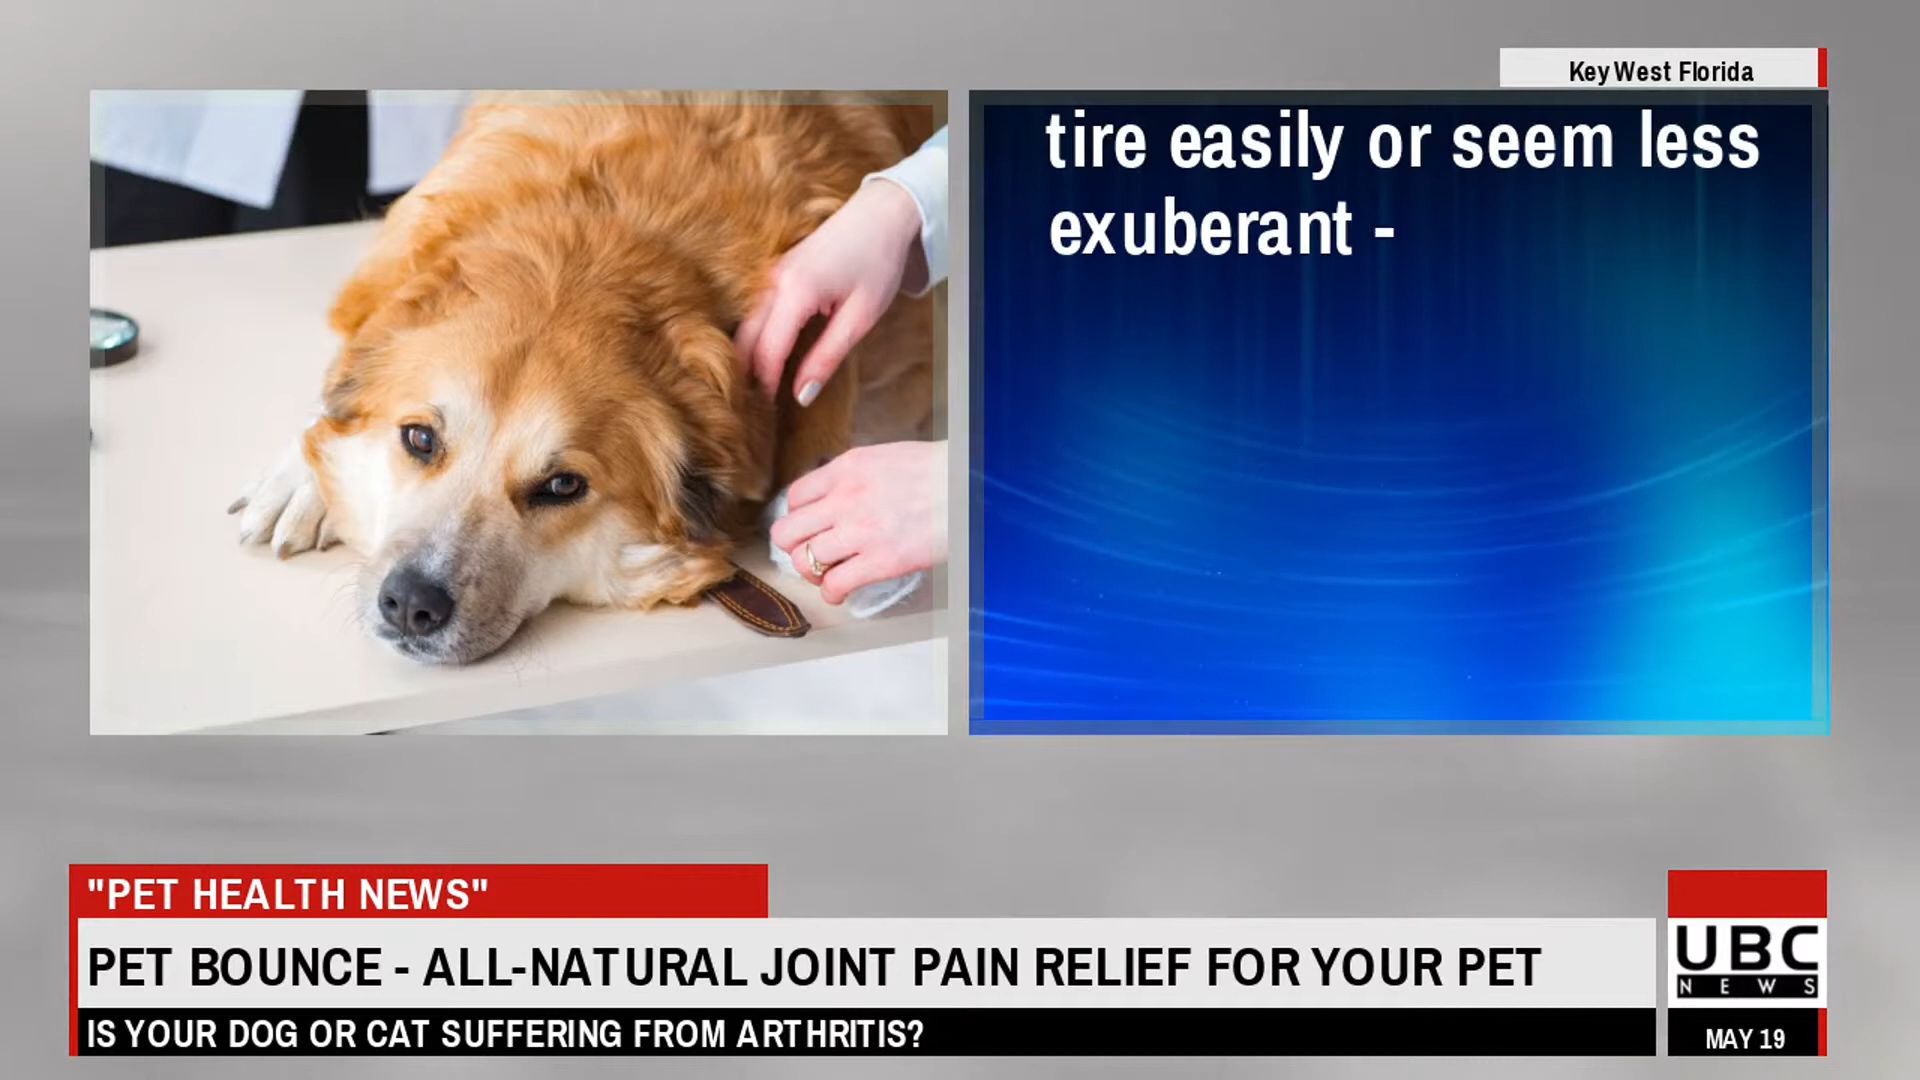 Key West Florida
tire easily or seem less
exuberant -
"PET HEALTH NEWS"
PET BOUNCE - ALL-NATURAL JOINT PAIN RELIEF FOR YOUR PET
IS YOUR DOG OR CAT SUFFERING FROM ARTHRITIS?
UBC
NEWS
MAY 19